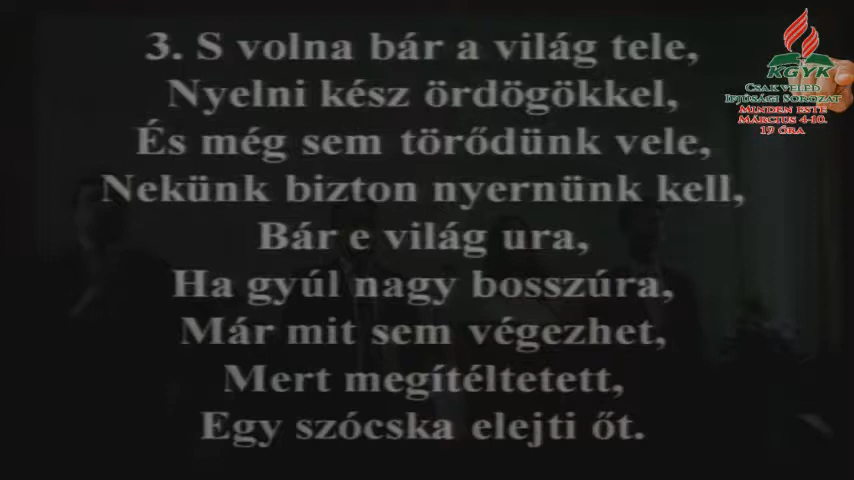 3. S volna bár a világ tele,
Nyelni kész ördögökkel,
És még sem törődünk vele,
Nekünk bizton nyernünk kell,
Bár e világ ura,
Ha gyúl nagy bosszúra,
Már mit sem végezhet,
Mert megítéltetett,
Egy szócska elejti őt.
KGYK
Csak veled
Ifjúsági Sorozat
Minden este
Március 4-10.
19 óra